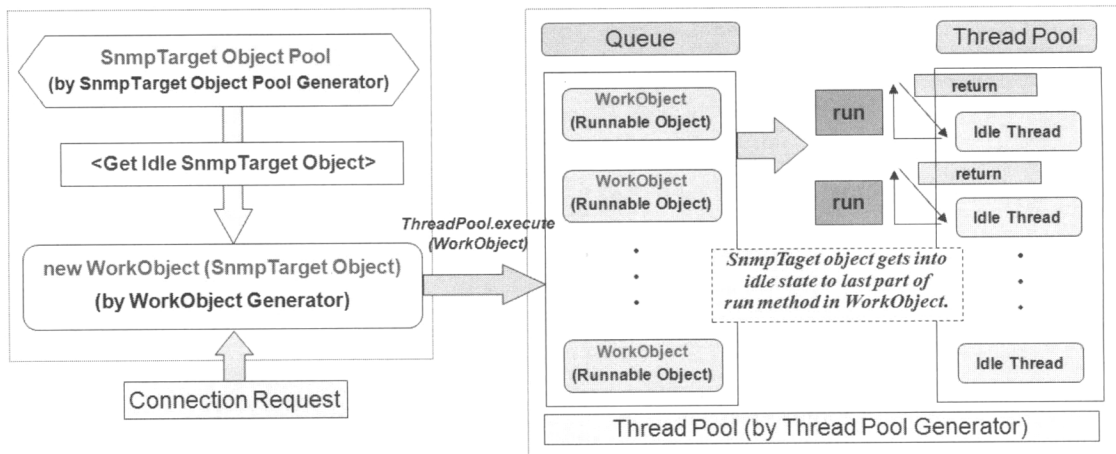 SnmpTarget Object Pool
(by SnmpTarget Object Pool Generator)
<Get Idle SnmpTarget Object>
new WorkObject (SnmpTarget Object)
(by WorkObject Generator)
Connection Request
ThreadPool.execute
(WorkObject)
Queue
WorkObject
(Runnable Object)
WorkObject
(Runnable Object)
WorkObject
(Runnable Object)
Thread Pool
run
return
Idle Thread
run
return
Idle Thread
SnmpTaget object gets into
idle state to last part of
run method in WorkObject.
Idle Thread
Thread Pool (by Thread Pool Generator)